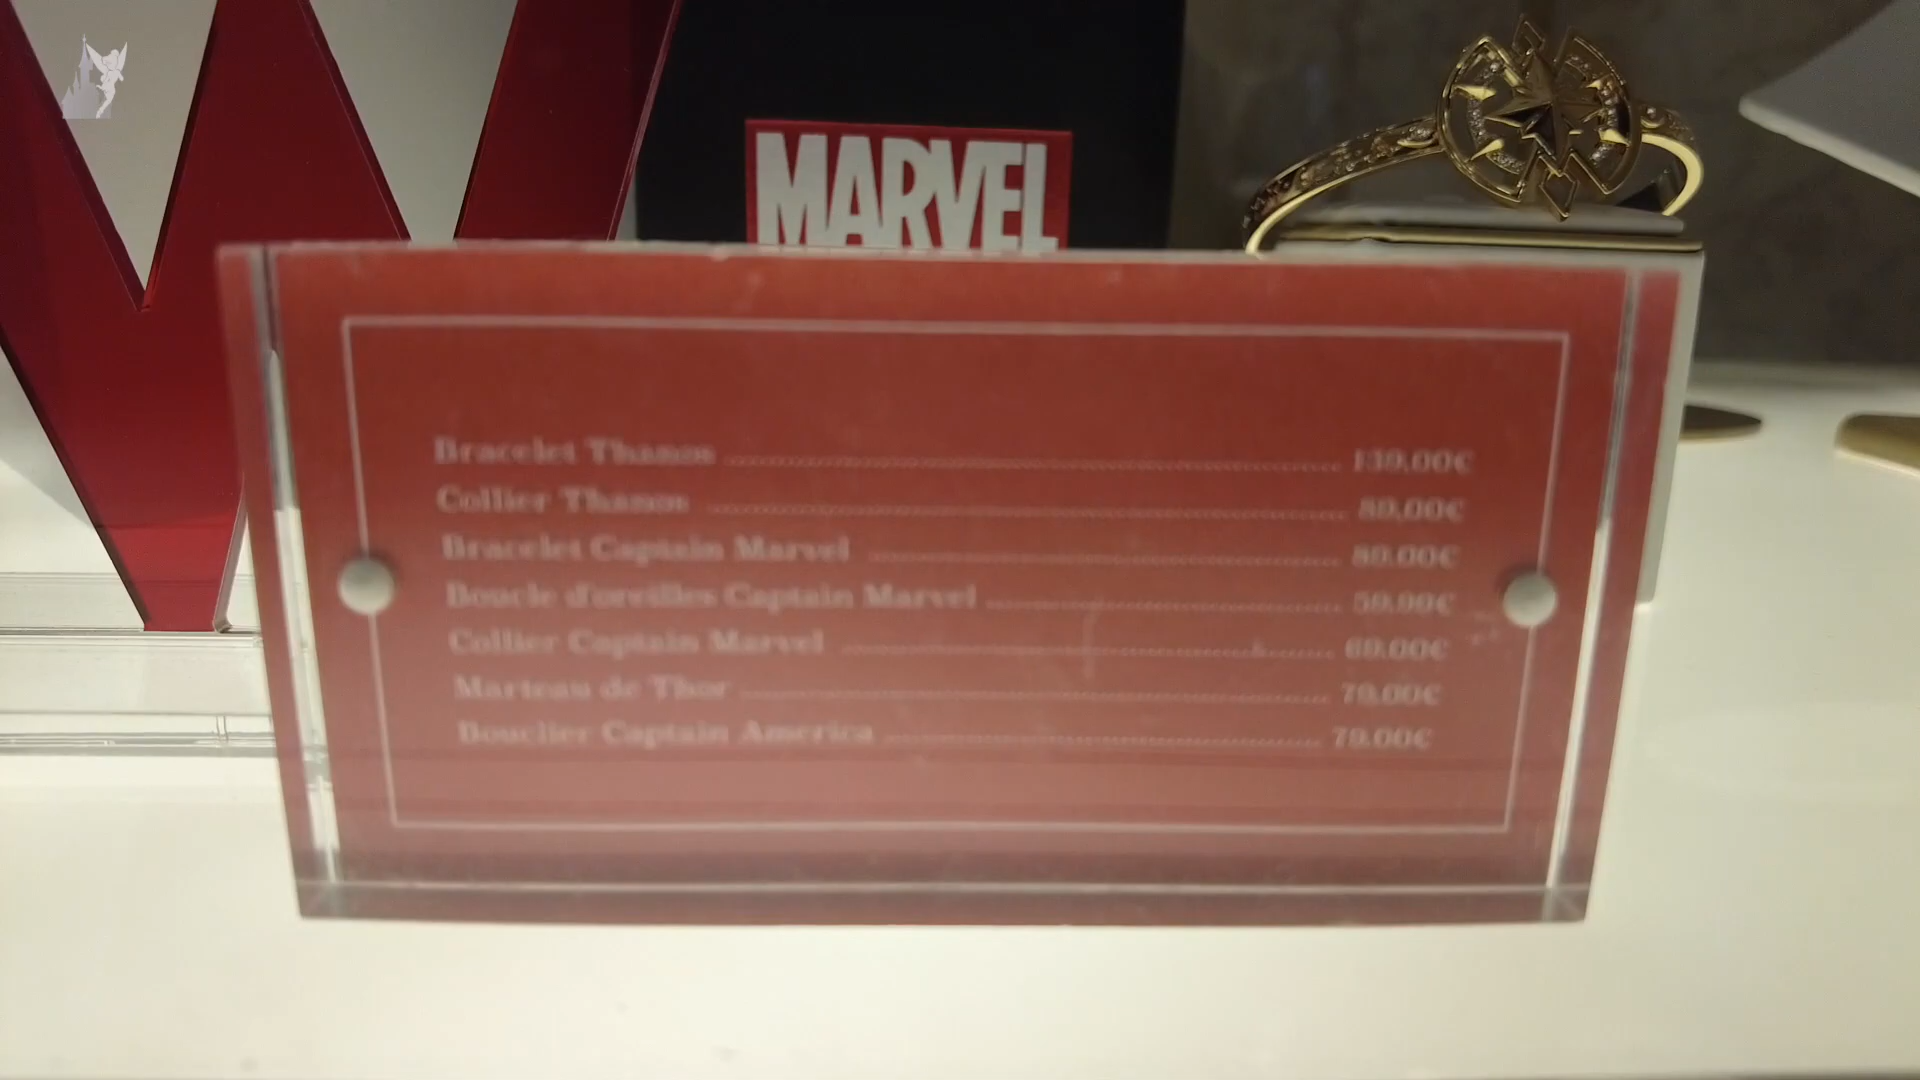 MARVEL
Bracelet Thanos ........ 139,00€
Collier Thanos ........ 89,00€
Bracelet Captain Marvel ........ 89.00€
Boucle d'oreilles Captain Marvel ........ 59.00€
Collier Captain Marvel ........ 69.00€
Marteau de Thor ........ 79,00€
Bouclier Captain America ........ 79.00€